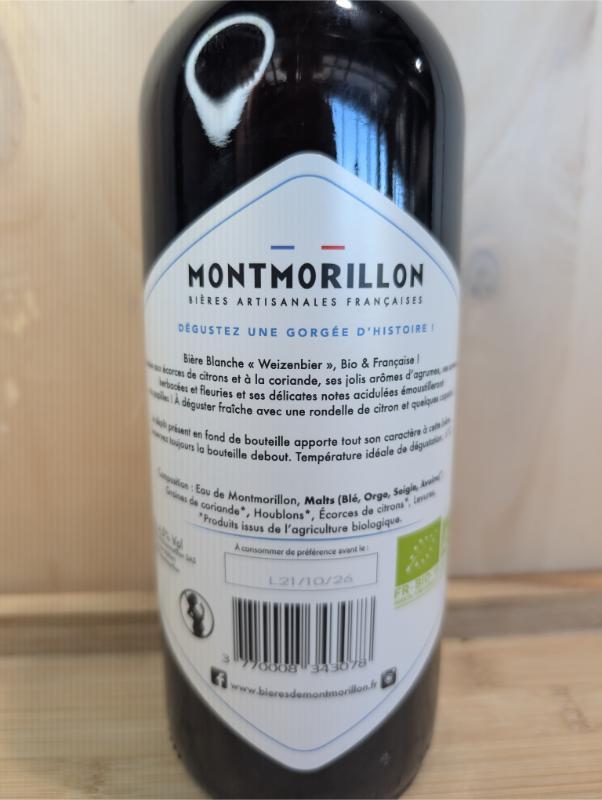 MONTMORILLON
BIÈRES ARTISANALES FRANÇAISES
DÉGUSTEZ UNE GORGÉE D'HISTOIRE !
Bière Blanche « Weizenbier », Bio & Française !
aux écorces de citrons et à la coriande, ses jolis arômes d'agrumes,
herbacées et fleuries et ses délicates notes acidulées émoustilleront
! À déguster fraîche avec une rondelle de citron et quelques
présent en fond de bouteille apporte tout son caractère à cette
toujours la bouteille debout. Température idéale de dégustation
Composition : Eau de Montmorillon, Malts (Blé, Orge, Seigle, Avoine)*,
Graines de coriande*, Houblons*, Écorces de citrons*, Levures.
*Produits issus de l'agriculture biologique.
% Vol
À consommer de préférence avant le :
L21/10/26
FR-BIO
3 770008 343078
www.bieresdemontmorillon.fr